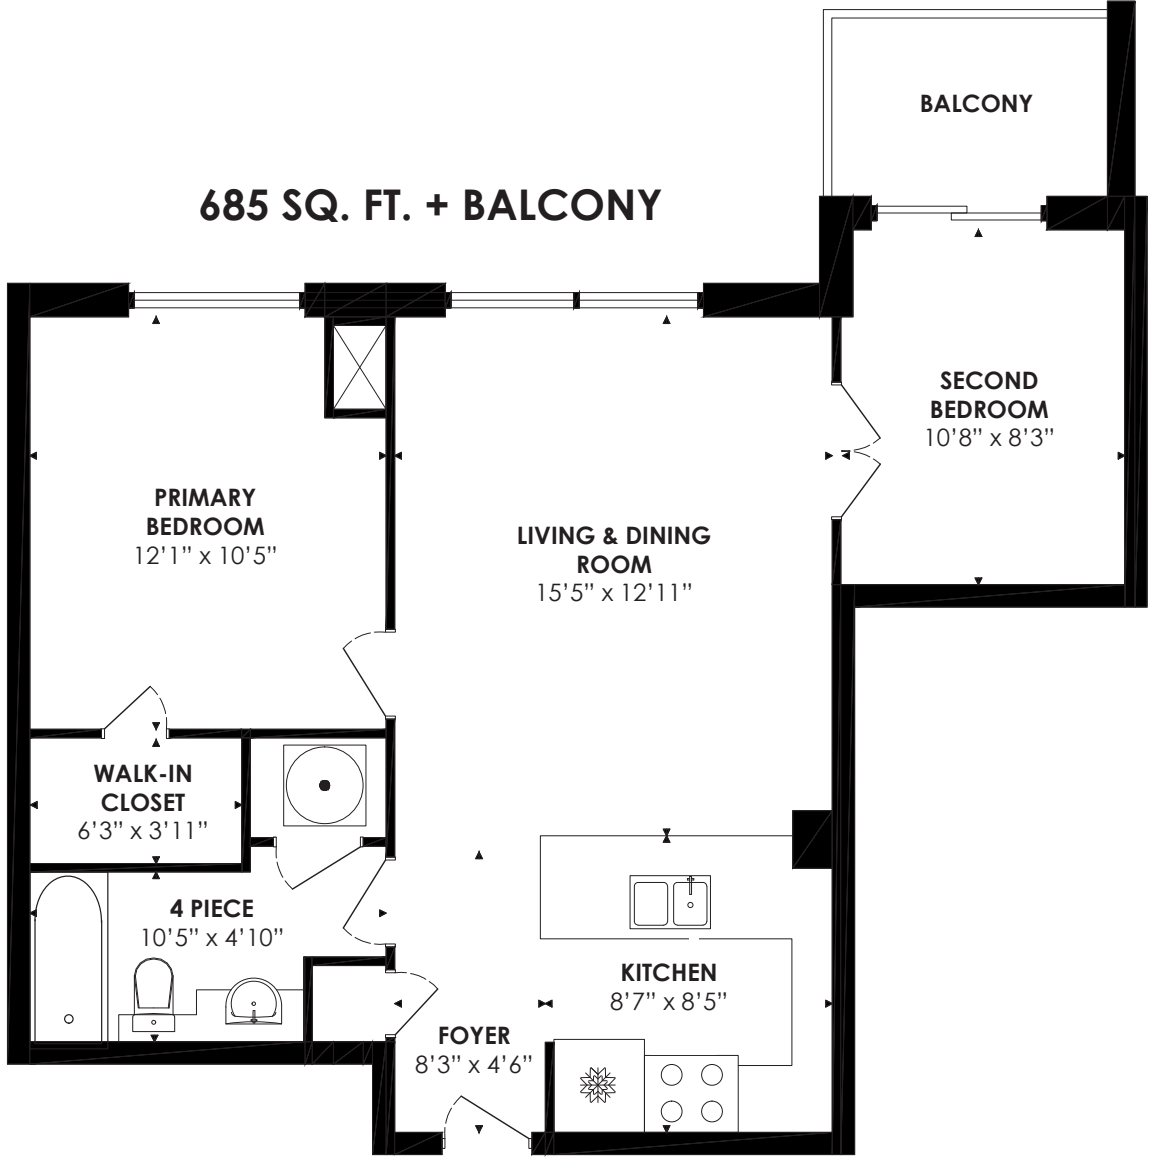 BALCONY
685 SQ. FT. + BALCONY
SECOND
BEDROOM
10’8” x 8’3”
PRIMARY
BEDROOM
12’1” x 10’5”
LIVING & DINING
ROOM
15’5” x 12’11”
WALK-IN
CLOSET
6’3” x 3’11”
4 PIECE
10’5” x 4’10”
KITCHEN
8’7” x 8’5”
FOYER
8’3” x 4’6”